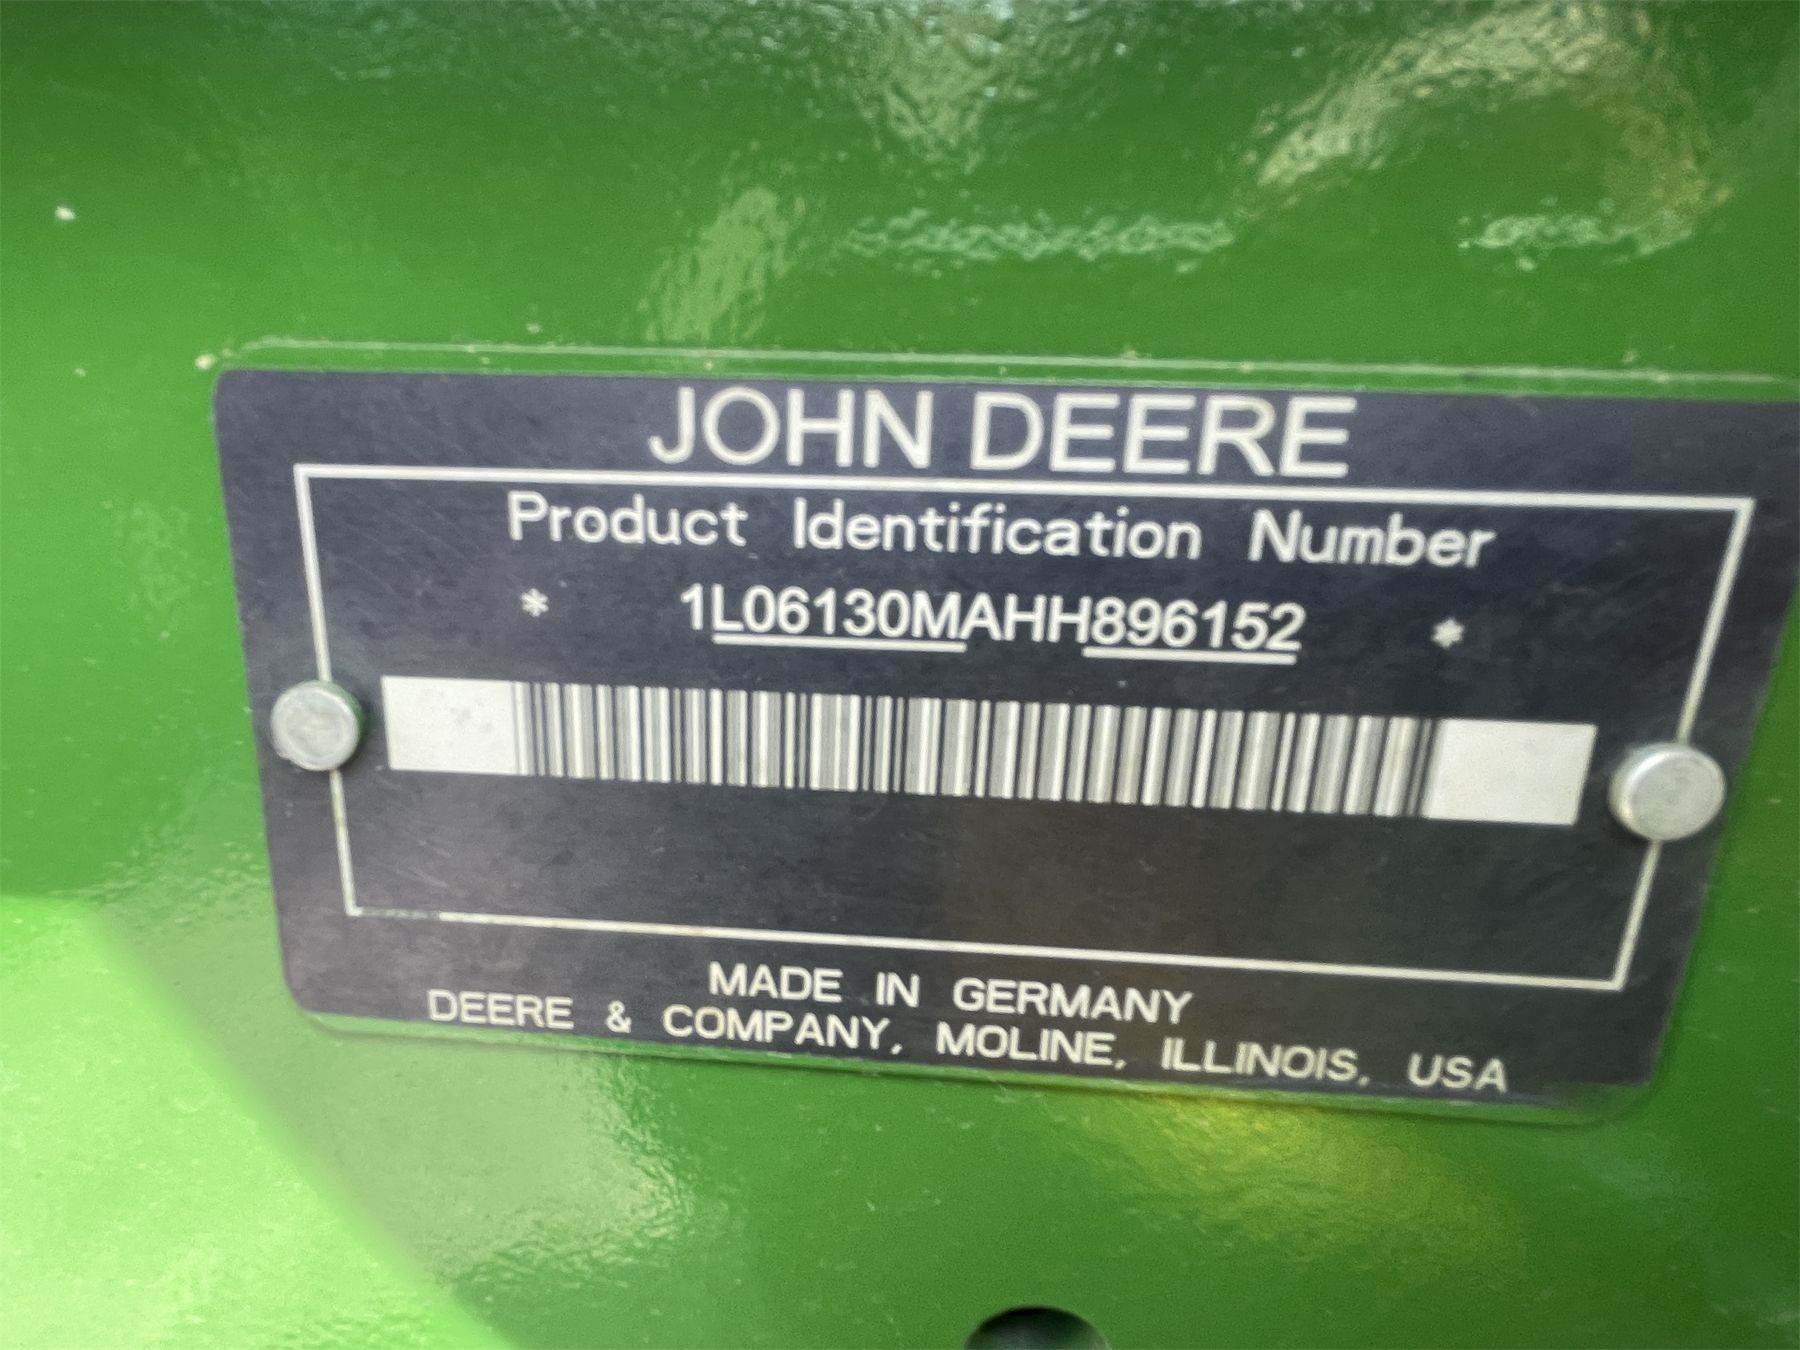 JOHN DEERE
Product Identification Number
* 1L06130MAHH896152 *
MADE IN GERMANY
DEERE & COMPANY, MOLINE, ILLINOIS, USA